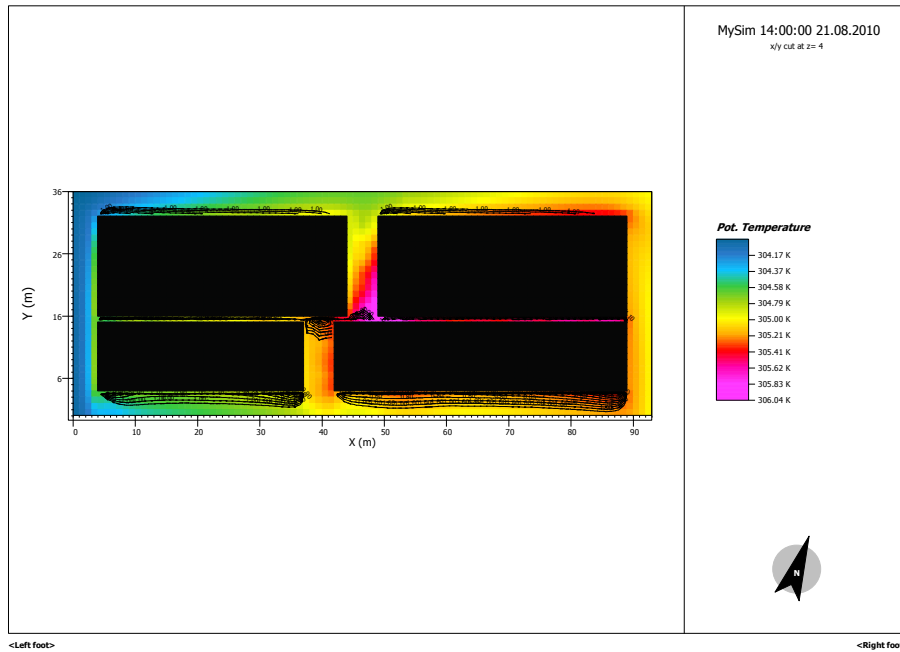 MySim 14:00:00 21.08.2010
x/y cut at z= 4
36
26
16
6
Y (m)
0
10
20
30
40
50
60
70
80
90
X (m)
Pot. Temperature
304.17 K
304.37 K
304.58 K
304.79 K
305.00 K
305.21 K
305.41 K
305.62 K
305.83 K
306.04 K
N
<Left foot>
<Right foo